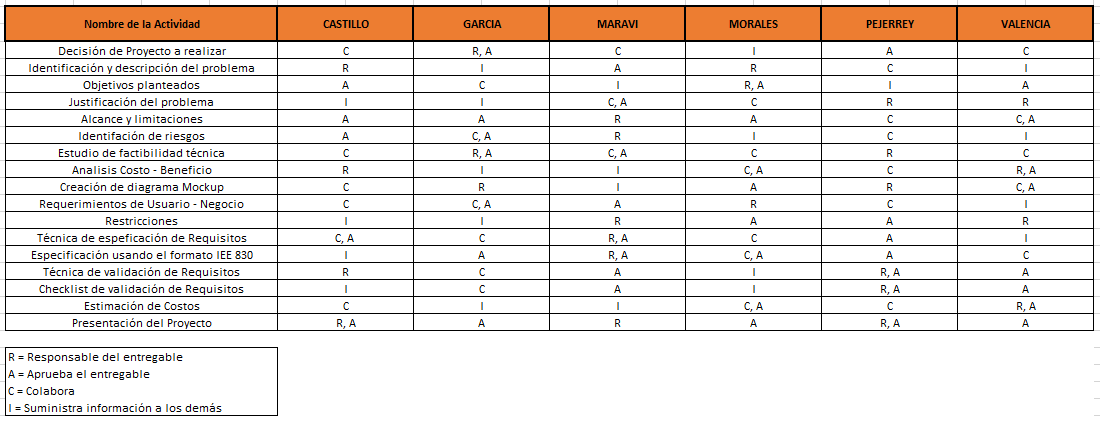 Nombre de la Actividad CASTILLO GARCIA MARAVI MORALES PEJERREY VALENCIA
Decisión de Proyecto a realizar C R, A C I A C
Identificación y descripción del problema R I A R C I
Objetivos planteados A C I R, A I A
Justificación del problema I I C, A C R R
Alcance y limitaciones A A R A C C, A
Identifación de riesgos A C, A R I C I
Estudio de factibilidad técnica C R, A C, A C R C
Analisis Costo - Beneficio R I I C, A C R, A
Creación de diagrama Mockup C R I A R C, A
Requerimientos de Usuario - Negocio C C, A A R C I
Restricciones I I R A A R
Técnica de espeficación de Requisitos C, A C R, A C A I
Especificación usando el formato IEE 830 I A R, A C, A A C
Técnica de validación de Requisitos R C A I R, A A
Checklist de validación de Requisitos I C A I R, A A
Estimación de Costos C I I C, A C R, A
Presentación del Proyecto R, A A R A R, A A
R = Responsable del entregable
A = Aprueba el entregable
C = Colabora
I = Suministra información a los demás